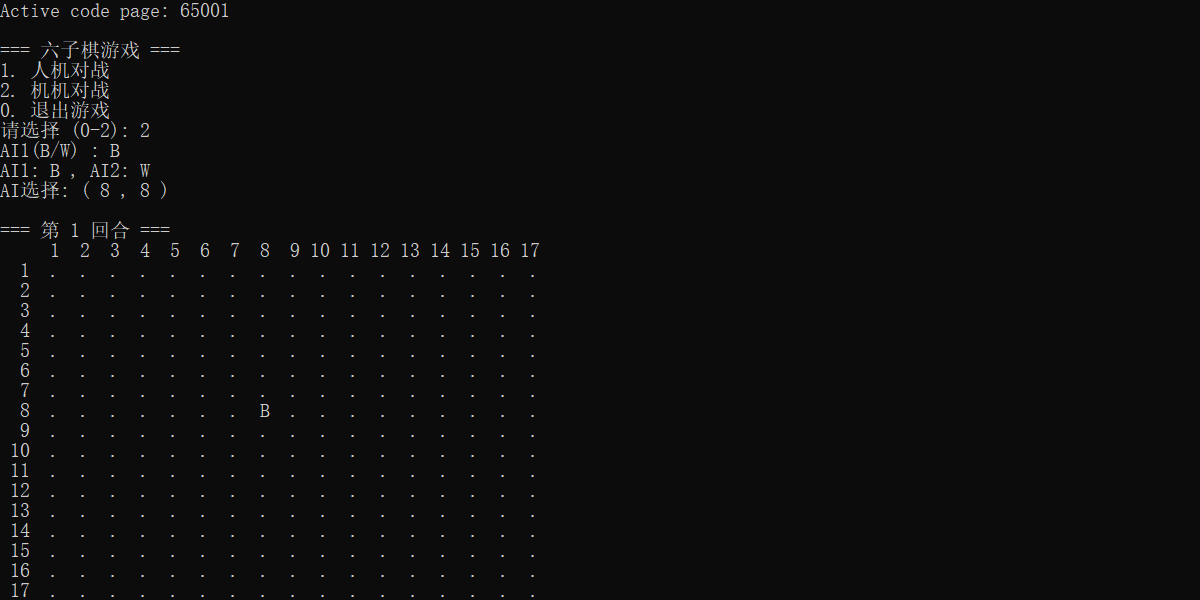 Active code page: 65001
=== 六子棋游戏 ===
1. 人机对战
2. 机机对战
0. 退出游戏
请选择 (0-2): 2
AI1(B/W) : B
AI1: B , AI2: W
AI选择: ( 8 , 8 )
=== 第 1 回合 ===
1 2 3 4 5 6 7 8 9 10 11 12 13 14 15 16 17
1 . . . . . . . . . . . . . . . . .
2 . . . . . . . . . . . . . . . . .
3 . . . . . . . . . . . . . . . . .
4 . . . . . . . . . . . . . . . . .
5 . . . . . . . . . . . . . . . . .
6 . . . . . . . . . . . . . . . . .
7 . . . . . . . . . . . . . . . . .
8 . . . . . . . B . . . . . . . . .
9 . . . . . . . . . . . . . . . . .
10 . . . . . . . . . . . . . . . . .
11 . . . . . . . . . . . . . . . . .
12 . . . . . . . . . . . . . . . . .
13 . . . . . . . . . . . . . . . . .
14 . . . . . . . . . . . . . . . . .
15 . . . . . . . . . . . . . . . . .
16 . . . . . . . . . . . . . . . . .
17 . . . . . . . . . . . . . . . . .